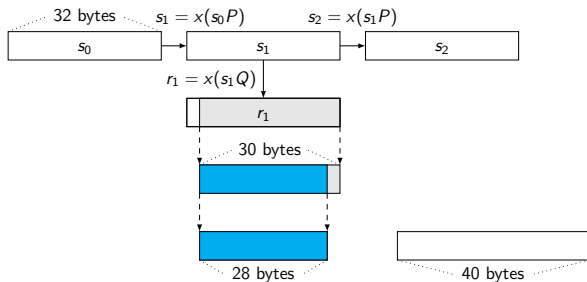 32 bytes
s₁ = x(s₀P)
s₂ = x(s₁P)
s₀
s₁
s₂
r₁ = x(s₁Q)
r₁
30 bytes
28 bytes
40 bytes